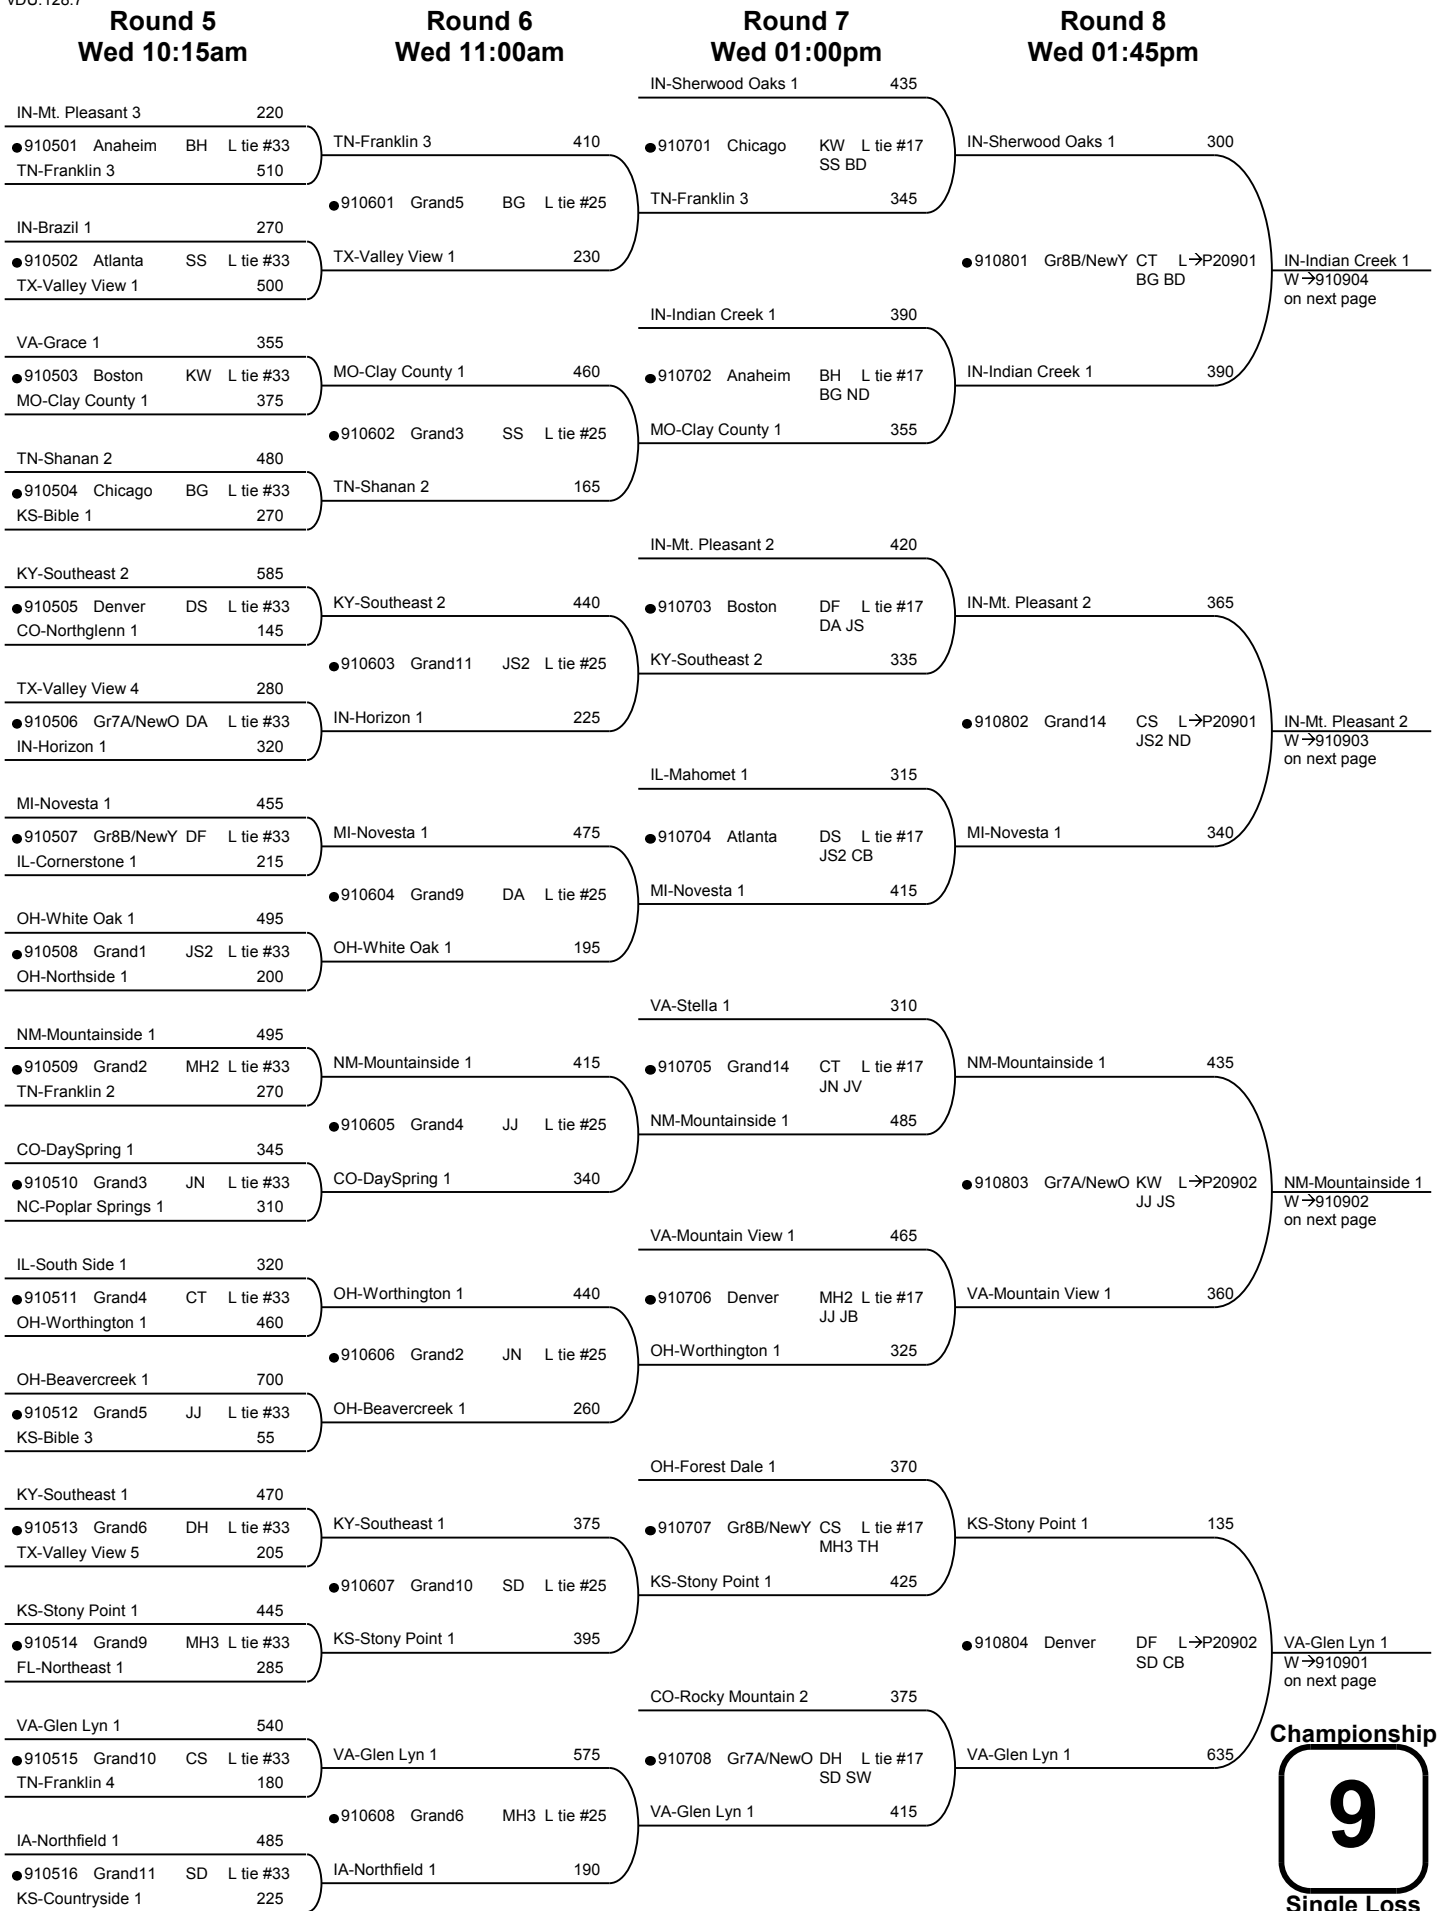 Round 5
Wed 10:15am
IN-Mt. Pleasant 3 220
●910501 Anaheim BH L tie #33
TN-Franklin 3 510
IN-Brazil 1 270
●910502 Atlanta SS L tie #33
TX-Valley View 1 500
VA-Grace 1 355
●910503 Boston KW L tie #33
MO-Clay County 1 375
TN-Shanan 2 480
●910504 Chicago BG L tie #33
KS-Bible 1 270
KY-Southeast 2 585
●910505 Denver DS L tie #33
CO-Northglenn 1 145
TX-Valley View 4 280
●910506 Gr7A/NewO DA L tie #33
IN-Horizon 1 320
MI-Novesta 1 455
●910507 Gr8B/NewY DF L tie #33
IL-Cornerstone 1 215
OH-White Oak 1 495
●910508 Grand1 JS2 L tie #33
OH-Northside 1 200
NM-Mountainside 1 495
●910509 Grand2 MH2 L tie #33
TN-Franklin 2 270
CO-DaySpring 1 345
●910510 Grand3 JN L tie #33
NC-Poplar Springs 1 310
IL-South Side 1 320
●910511 Grand4 CT L tie #33
OH-Worthington 1 460
OH-Beavercreek 1 700
●910512 Grand5 JJ L tie #33
KS-Bible 3 55
KY-Southeast 1 470
●910513 Grand6 DH L tie #33
TX-Valley View 5 205
KS-Stony Point 1 445
●910514 Grand9 MH3 L tie #33
FL-Northeast 1 285
VA-Glen Lyn 1 540
●910515 Grand10 CS L tie #33
TN-Franklin 4 180
IA-Northfield 1 485
●910516 Grand11 SD L tie #33
KS-Countryside 1 225
Round 6
Wed 11:00am
TN-Franklin 3 410
●910601 Grand5 BG L tie #25
TX-Valley View 1 230
MO-Clay County 1 460
●910602 Grand3 SS L tie #25
TN-Shanan 2 165
KY-Southeast 2 440
●910603 Grand11 JS2 L tie #25
IN-Horizon 1 225
MI-Novesta 1 475
●910604 Grand9 DA L tie #25
OH-White Oak 1 195
NM-Mountainside 1 415
●910605 Grand4 JJ L tie #25
CO-DaySpring 1 340
OH-Worthington 1 440
●910606 Grand2 JN L tie #25
OH-Beavercreek 1 260
KY-Southeast 1 375
●910607 Grand10 SD L tie #25
KS-Stony Point 1 395
VA-Glen Lyn 1 575
●910608 Grand6 MH3 L tie #25
IA-Northfield 1 190
Round 7
Wed 01:00pm
IN-Sherwood Oaks 1 435
●910701 Chicago KW L tie #17
SS BD
TN-Franklin 3 345
IN-Indian Creek 1 390
●910702 Anaheim BH L tie #17
BG ND
MO-Clay County 1 355
IN-Mt. Pleasant 2 420
●910703 Boston DF L tie #17
DA JS
KY-Southeast 2 335
IL-Mahomet 1 315
●910704 Atlanta DS L tie #17
JS2 CB
MI-Novesta 1 415
VA-Stella 1 310
●910705 Grand14 CT L tie #17
JN JV
NM-Mountainside 1 485
VA-Mountain View 1 465
●910706 Denver MH2 L tie #17
JJ JB
OH-Worthington 1 325
OH-Forest Dale 1 370
●910707 Gr8B/NewY CS L tie #17
MH3 TH
KS-Stony Point 1 425
CO-Rocky Mountain 2 375
●910708 Gr7A/NewO DH L tie #17
SD SW
VA-Glen Lyn 1 415
Round 8
Wed 01:45pm
IN-Sherwood Oaks 1 300
●910801 Gr8B/NewY CT L→P20901
BG BD
IN-Indian Creek 1 390
IN-Mt. Pleasant 2 365
●910802 Grand14 CS L→P20901
JS2 ND
MI-Novesta 1 340
NM-Mountainside 1 435
●910803 Gr7A/NewO KW L→P20902
JJ JS
VA-Mountain View 1 360
KS-Stony Point 1 135
●910804 Denver DF L→P20902
SD CB
VA-Glen Lyn 1 635
IN-Indian Creek 1
W→910904
on next page
IN-Mt. Pleasant 2
W→910903
on next page
NM-Mountainside 1
W→910902
on next page
VA-Glen Lyn 1
W→910901
on next page
Championship
9
Single Loss